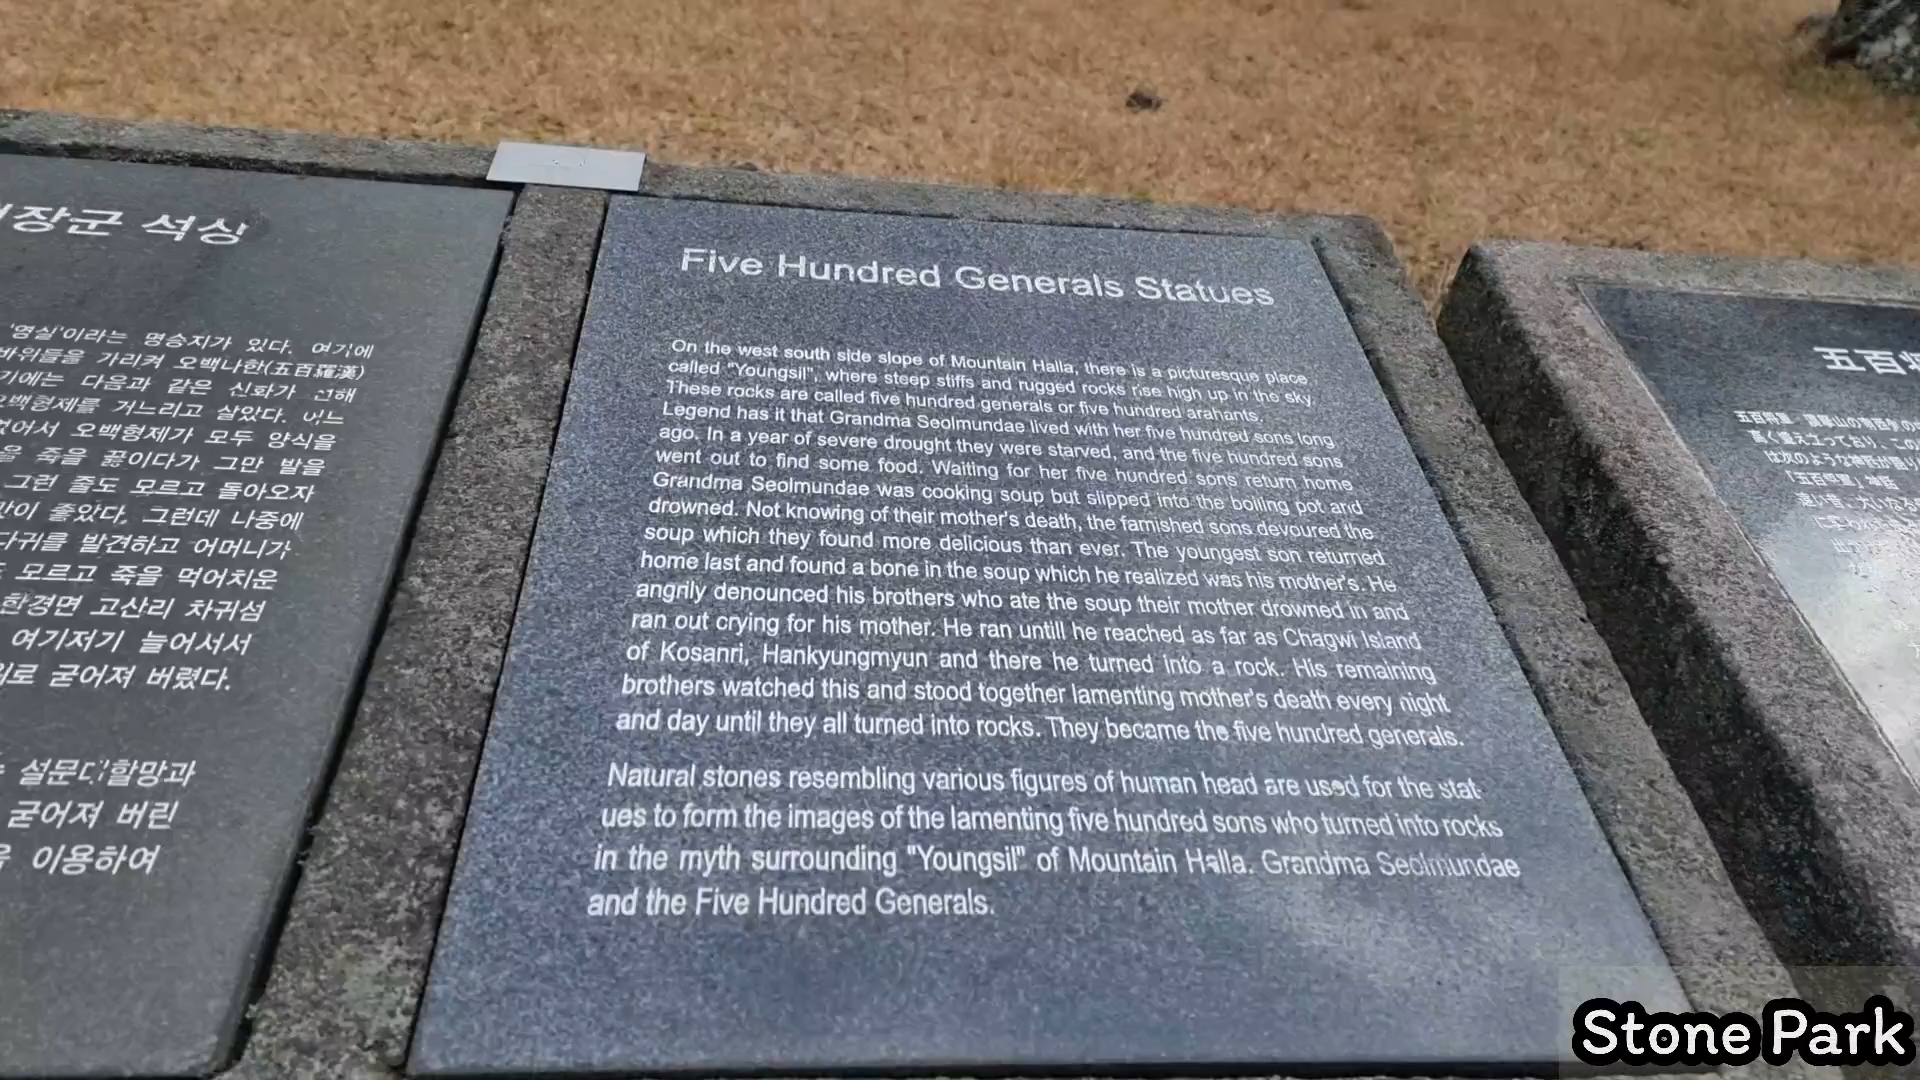 장군 석상
'영실'이라는 명승지가 있다. 여기에
바위들을 가리켜 오백나한(五百羅漢)
기에는 다음과 같은 신화가 전해
오백형제를 거느리고 살았다. 어느
없어서 오백형제가 모두 양식을
죽을 끓이다가 그만 발을
그런 줄도 모르고 돌아오자
맛이 좋았다. 그런데 나중에
뼈다귀를 발견하고 어머니가
모르고 죽을 먹어치운
한경면 고산리 차귀섬
여기저기 늘어서서
굳어져 버렸다.
설문대할망과
굳어져 버린
이용하여
Five Hundred Generals Statues
On the west south side slope of Mountain Halla, there is a picturesque place
called "Youngsil", where steep stiffs and rugged rocks rise high up in the sky.
These rocks are called five hundred generals or five hundred arahants.
Legend has it that Grandma Seolmundae lived with her five hundred sons long
ago. In a year of severe drought they were starved, and the five hundred sons
went out to find some food. Waiting for her five hundred sons return home
Grandma Seolmundae was cooking soup but slipped into the boiling pot and
drowned. Not knowing of their mother's death, the famished sons devoured the
soup which they found more delicious than ever. The youngest son returned
home last and found a bone in the soup which he realized was his mother's. He
angrily denounced his brothers who ate the soup their mother drowned in and
ran out crying for his mother. He ran untill he reached as far as Chagwi Island
of Kosanri, Hankyungmyun and there he turned into a rock. His remaining
brothers watched this and stood together lamenting mother's death every night
and day until they all turned into rocks. They became the five hundred generals.
Natural stones resembling various figures of human head are used for the stat-
ues to form the images of the lamenting five hundred sons who turned into rocks
in the myth surrounding "Youngsil" of Mountain Halla. Grandma Seolmundae
and the Five Hundred Generals.
五百将
Stone Park